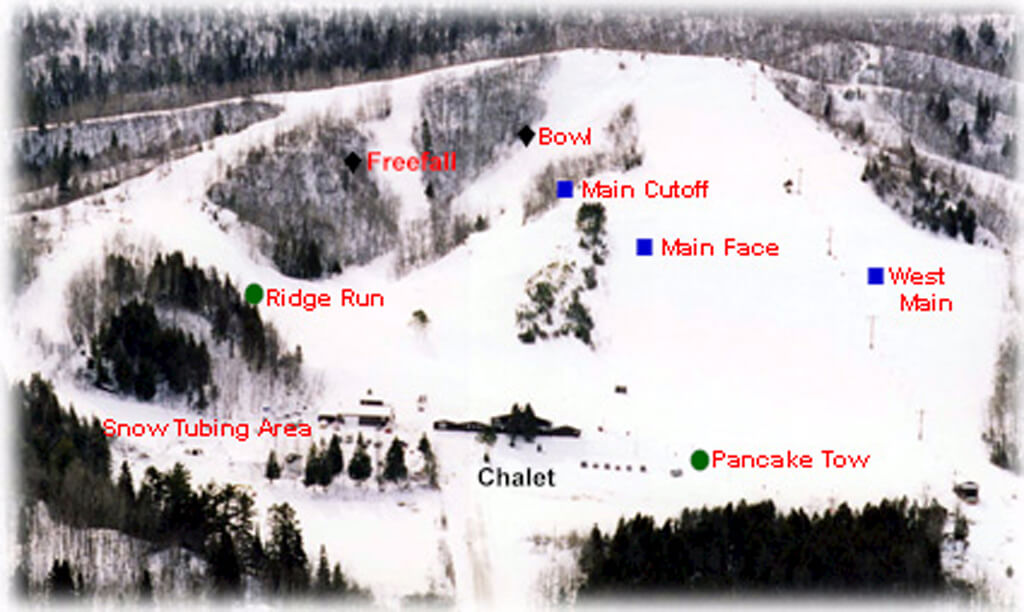 Bowl
Freefall
Main Cutoff
Main Face
West
Main
Ridge Run
Snow Tubing Area
Pancake Tow
Chalet